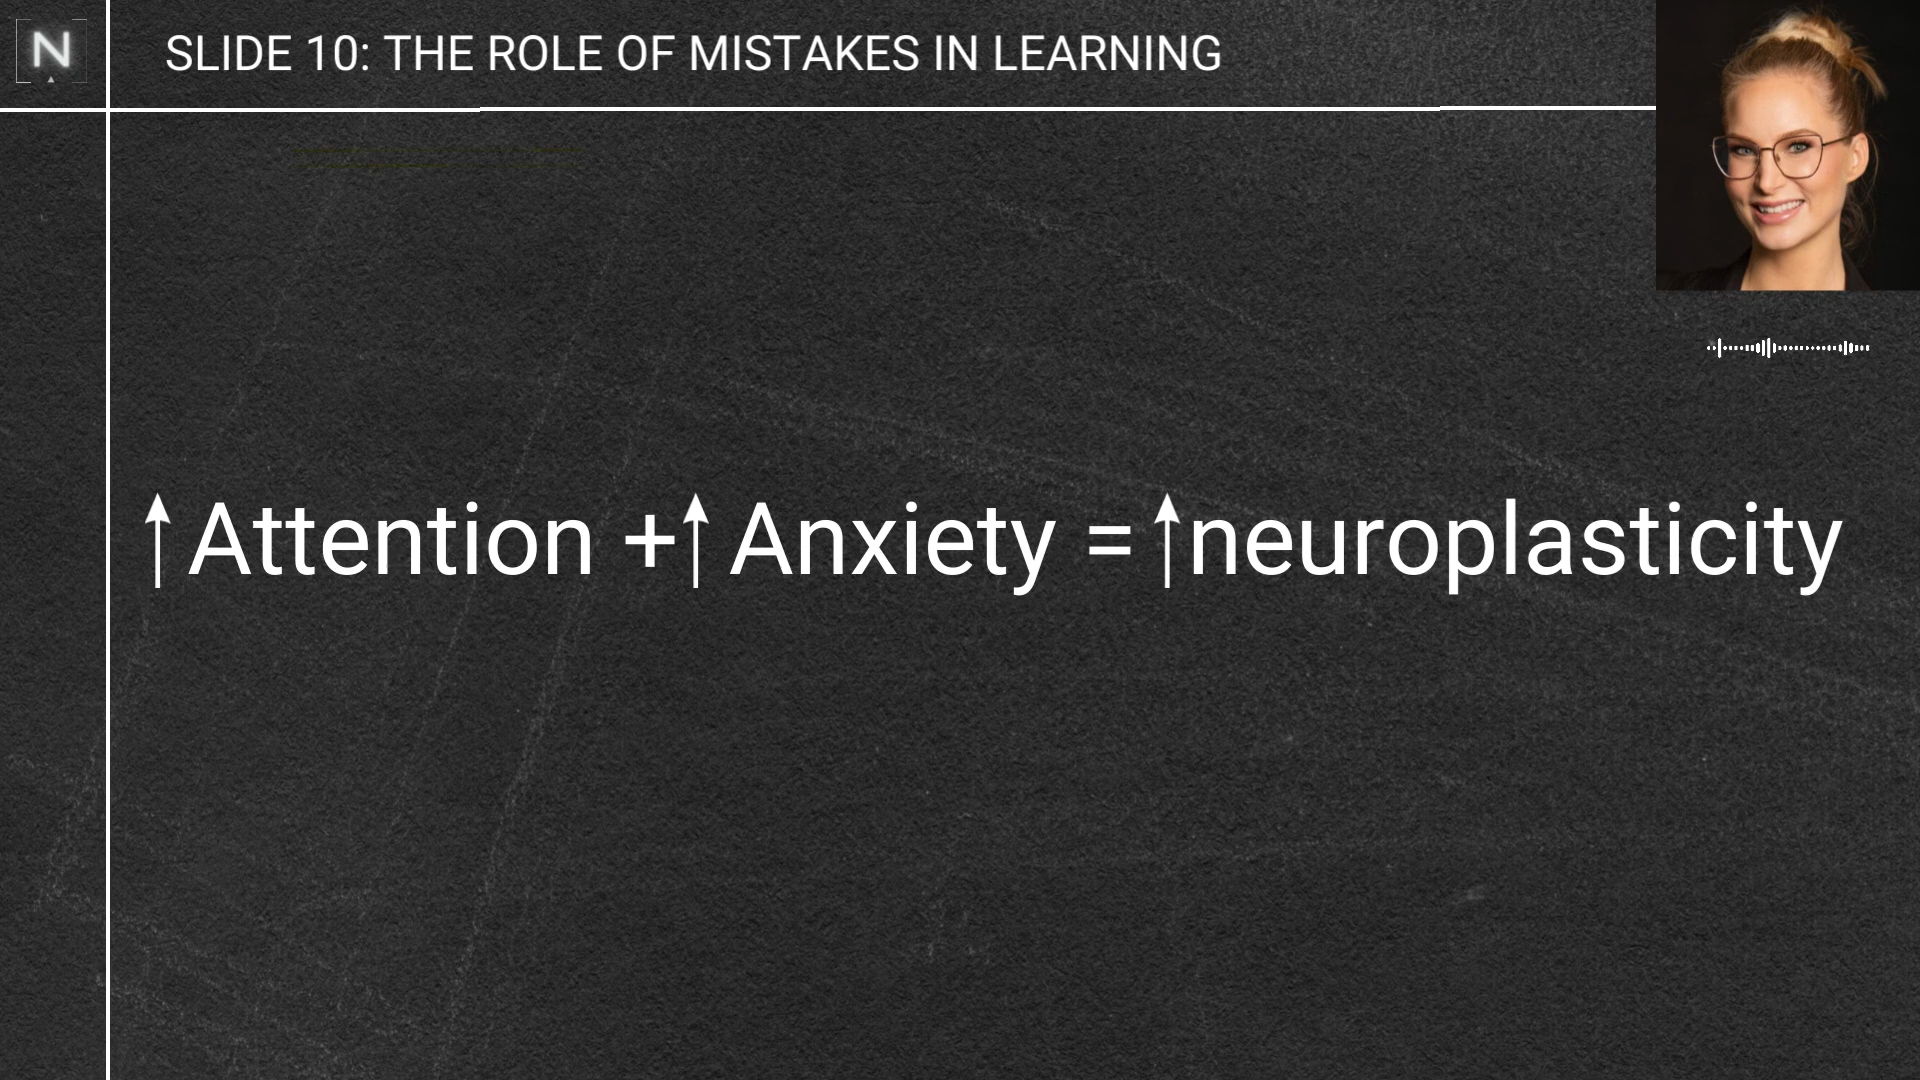 N
SLIDE 10: THE ROLE OF MISTAKES IN LEARNING
↑ Attention +↑ Anxiety = ↑neuroplasticity